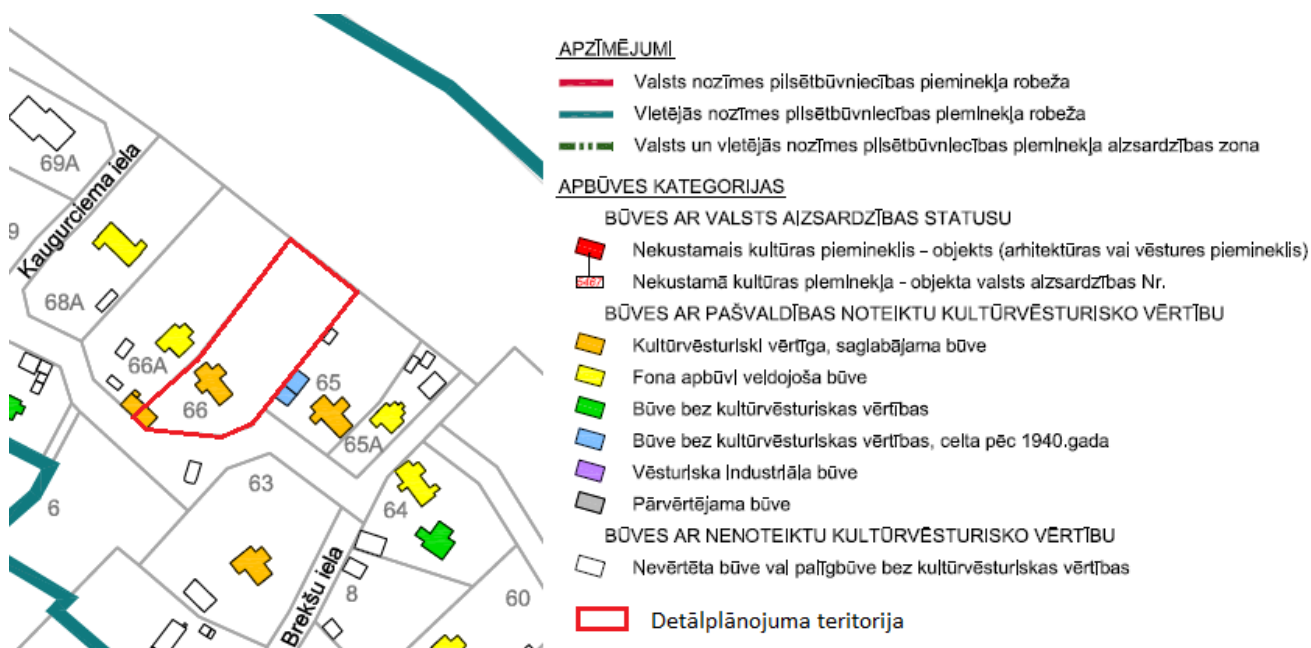 69A
9
Kaugurciema iela
68A
66A
66
65
65A
63
64
6
Brekšu iela
8
60
APZĪMĒJUMI
Valsts nozīmes pilsētbūvniecības pieminekļa robeža
Vietējās nozīmes pilsētbūvniecības pieminekļa robeža
Valsts un vietējās nozīmes pilsētbūvniecības pieminekļa aizsardzības zona
APBŪVES KATEGORIJAS
BŪVES AR VALSTS AIZSARDZĪBAS STATUSU
Nekustamais kultūras piemineklis - objekts (arhitektūras vai vēstures piemineklis)
Nekustamā kultūras pieminekļa - objekta valsts aizsardzības Nr.
BŪVES AR PAŠVALDĪBAS NOTEIKTU KULTŪRVĒSTURISKO VĒRTĪBU
Kultūrvēsturiski vērtīga, saglabājama būve
Fona apbūvi veidojoša būve
Būve bez kultūrvēsturiskas vērtības
Būve bez kultūrvēsturiskas vērtības, celta pēc 1940.gada
Vēsturiska industriāla būve
Pārvērtējama būve
BŪVES AR NENOTEIKTU KULTŪRVĒSTURISKO VĒRTĪBU
Nevērtēta būve vai palīgbūve bez kultūrvēsturiskas vērtības
Detālplānojuma teritorija